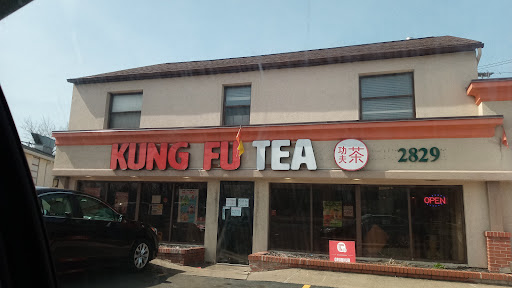 KUNG FU TEA
功夫
茶
2829
OPEN